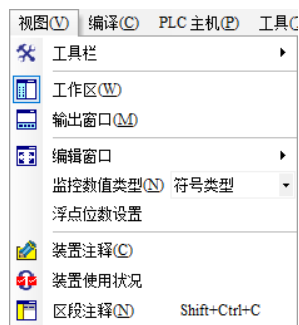 视图(V) 编译(C) PLC 主机(P) 工具(
工具栏
工作区(W)
输出窗口(M)
编辑窗口
监控数值类型(N) 符号类型
浮点位数设置
装置注释(C)
装置使用状况
区段注释(N) Shift+Ctrl+C